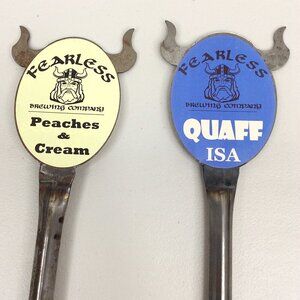 FEARLESS
BREWING COMPANY
Peaches
&
Cream
FEARLESS
BREWING COMPANY
QUAFF
ISA